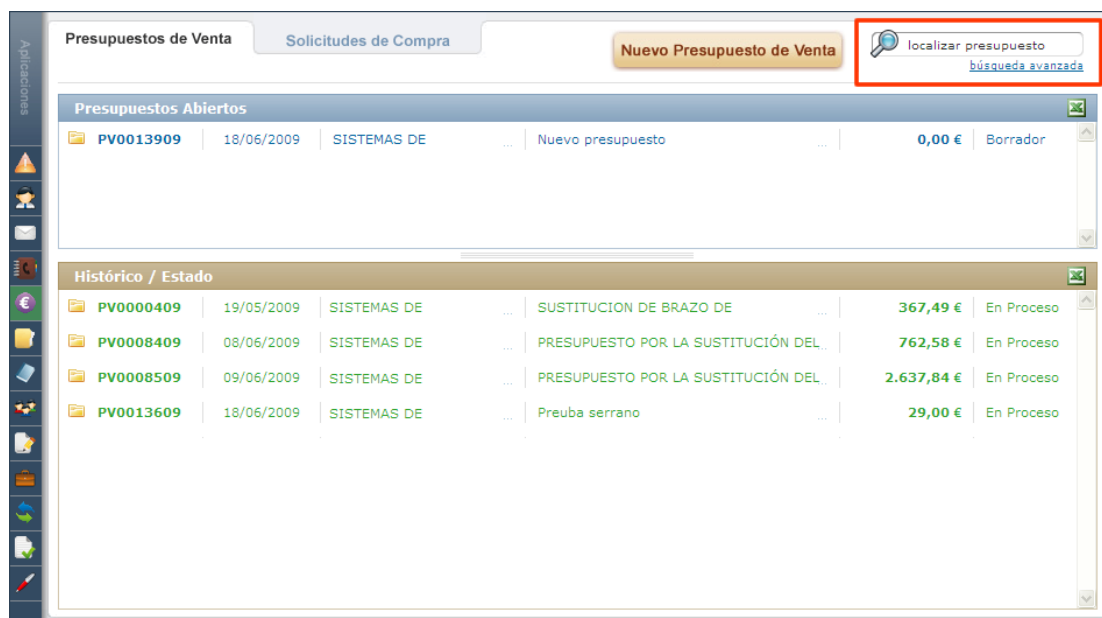 Aplicaciones
Presupuestos de Venta
Solicitudes de Compra
Nuevo Presupuesto de Venta
localizar presupuesto
búsqueda avanzada
Presupuestos Abiertos
PV0013909 18/06/2009 SISTEMAS DE ... Nuevo presupuesto ... 0,00 € Borrador
Histórico / Estado
PV0000409 19/05/2009 SISTEMAS DE ... SUSTITUCION DE BRAZO DE ... 367,49 € En Proceso
PV0008409 08/06/2009 SISTEMAS DE ... PRESUPUESTO POR LA SUSTITUCIÓN DEL ... 762,58 € En Proceso
PV0008509 09/06/2009 SISTEMAS DE ... PRESUPUESTO POR LA SUSTITUCIÓN DEL ... 2.637,84 € En Proceso
PV0013609 18/06/2009 SISTEMAS DE ... Preuba serrano ... 29,00 € En Proceso